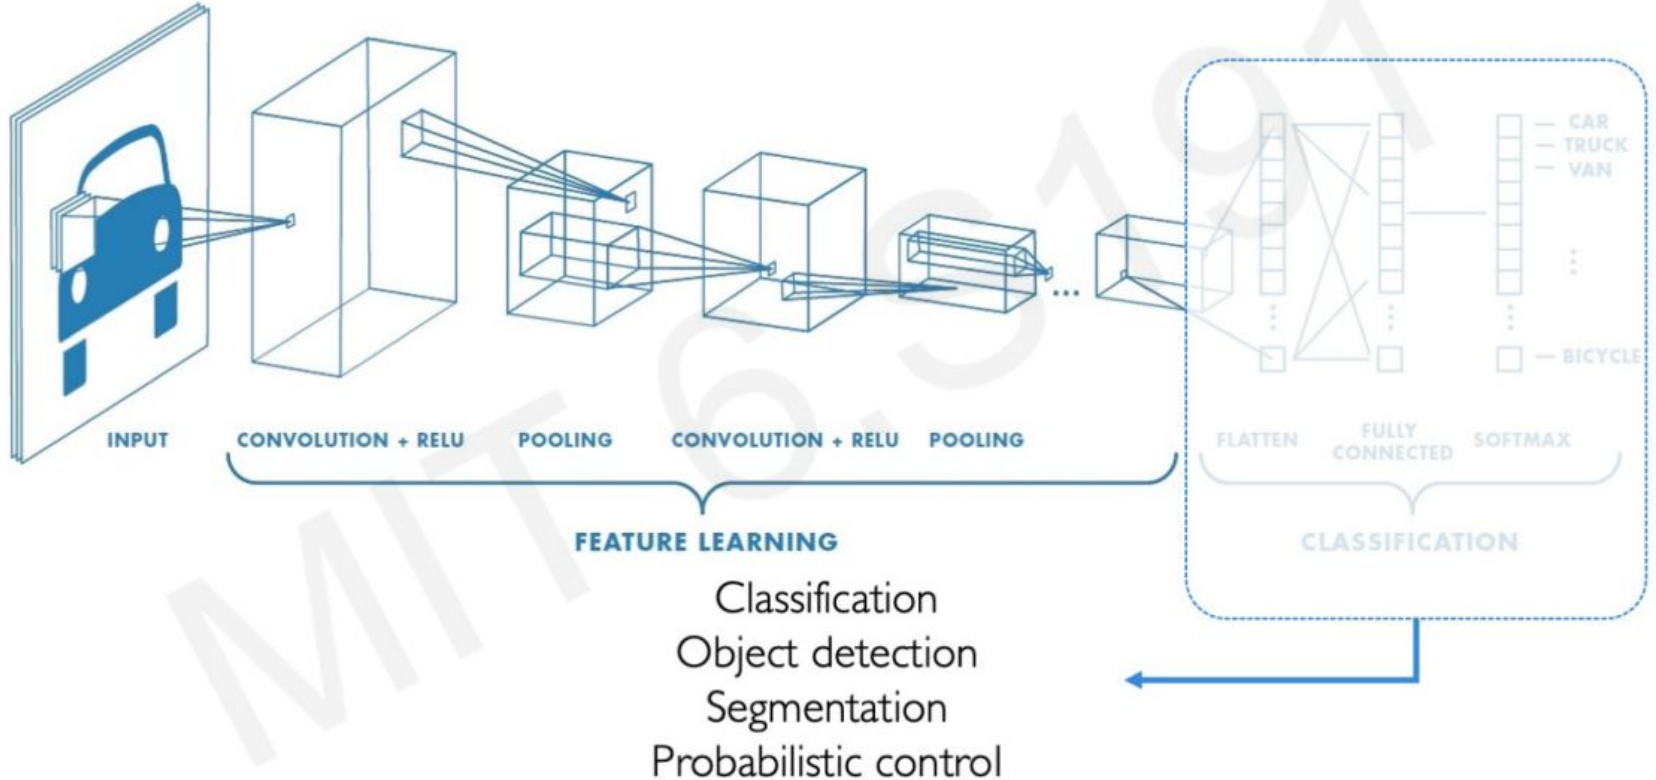 MIT 6.S191
CAR
TRUCK
VAN
BICYCLE
INPUT
CONVOLUTION + RELU
POOLING
CONVOLUTION + RELU
POOLING
FLATTEN
FULLY
CONNECTED
SOFTMAX
FEATURE LEARNING
CLASSIFICATION
Classification
Object detection
Segmentation
Probabilistic control